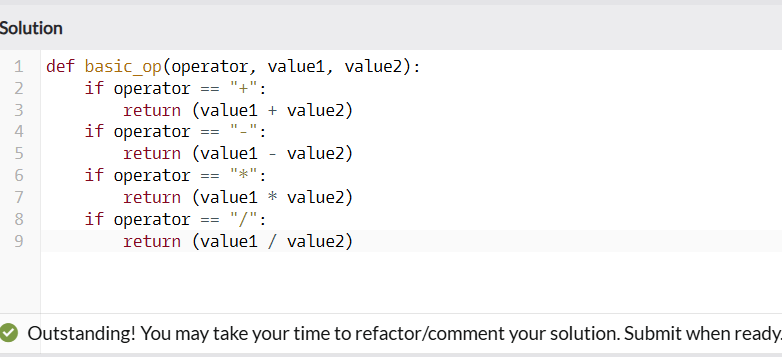 Solution
1 def basic_op(operator, value1, value2):
2     if operator == "+":
3         return (value1 + value2)
4     if operator == "-":
5         return (value1 - value2)
6     if operator == "*":
7         return (value1 * value2)
8     if operator == "/":
9         return (value1 / value2)
Outstanding! You may take your time to refactor/comment your solution. Submit when ready.